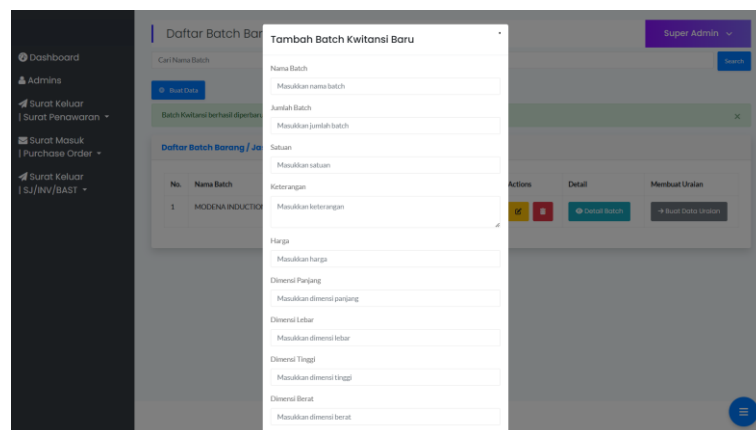 Dashboard
Admins
Surat Keluar
| Surat Penawaran
Surat Masuk
| Purchase Order
Surat Keluar
| SJ/INV/BAST
Daftar Batch Bar
Super Admin
Cari Nama Batch
Search
Buat Data
Batch Kwitansi berhasil diperbaru
×
Daftar Batch Barang / Ja
No. Nama Batch Actions Detail Membuat Uraian
1 MODENA INDUCTION Detail Batch → Buat Data Uraian
Tambah Batch Kwitansi Baru
Nama Batch
Masukkan nama batch
Jumlah Batch
Masukkan jumlah batch
Satuan
Masukkan satuan
Keterangan
Masukkan keterangan
Harga
Masukkan harga
Dimensi Panjang
Masukkan dimensi panjang
Dimensi Lebar
Masukkan dimensi lebar
Dimensi Tinggi
Masukkan dimensi tinggi
Dimensi Berat
Masukkan dimensi berat